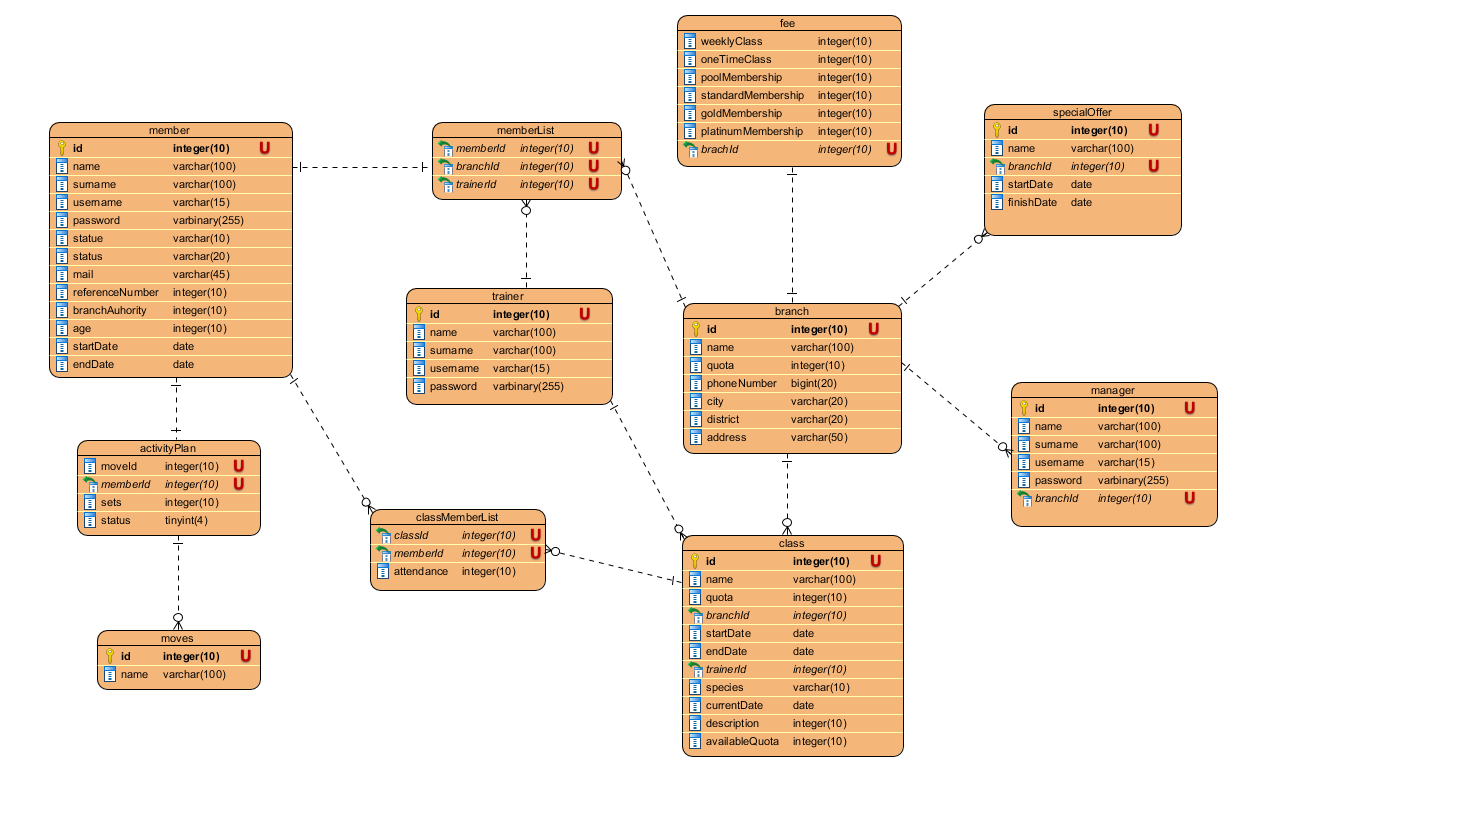 fee
weeklyClass integer(10)
oneTimeClass integer(10)
poolMembership integer(10)
standardMembership integer(10)
goldMembership integer(10)
platinumMembership integer(10)
brachId integer(10) U
specialOffer
id integer(10) U
name varchar(100)
branchId integer(10) U
startDate date
finishDate date
member
id integer(10) U
name varchar(100)
surname varchar(100)
username varchar(15)
password varbinary(255)
statue varchar(10)
status varchar(20)
mail varchar(45)
referenceNumber integer(10)
branchAuhority integer(10)
age integer(10)
startDate date
endDate date
memberList
memberId integer(10) U
branchId integer(10) U
trainerId integer(10) U
trainer
id integer(10) U
name varchar(100)
surname varchar(100)
username varchar(15)
password varbinary(255)
branch
id integer(10) U
name varchar(100)
quota integer(10)
phoneNumber bigint(20)
city varchar(20)
district varchar(20)
address varchar(50)
manager
id integer(10) U
name varchar(100)
surname varchar(100)
username varchar(15)
password varbinary(255)
branchId integer(10) U
activityPlan
moveId integer(10) U
memberId integer(10) U
sets integer(10)
status tinyint(4)
classMemberList
classId integer(10) U
memberId integer(10) U
attendance integer(10)
class
id integer(10) U
name varchar(100)
quota integer(10)
branchId integer(10)
startDate date
endDate date
trainerId integer(10)
species varchar(10)
currentDate date
description integer(10)
availableQuota integer(10)
moves
id integer(10) U
name varchar(100)